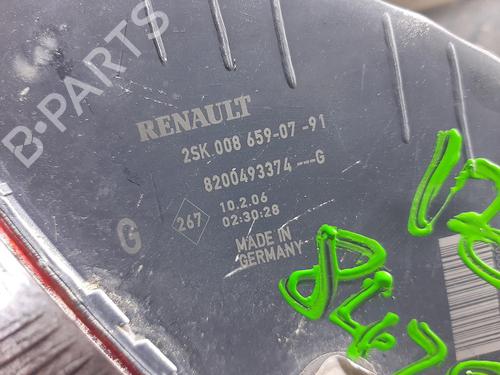 B-PARTS
RENAULT
2SK 008 659-07 -91
8200493374 ---G
10.2.06
02:30:28
267
G
MADE IN
GERMANY